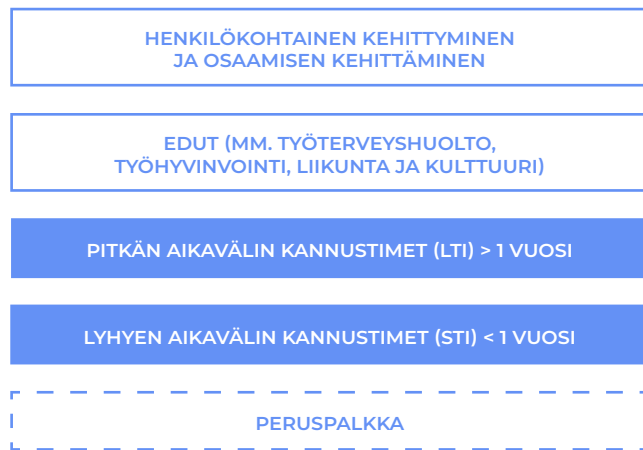 HENKILÖKOHTAINEN KEHITTYMINEN
JA OSAAMISEN KEHITTÄMINEN
EDUT (MM. TYÖTERVEYSHUOLTO,
TYÖHYVINVOINTI, LIIKUNTA JA KULTTUURI)
PITKÄN AIKAVÄLIN KANNUSTIMET (LTI) > 1 VUOSI
LYHYEN AIKAVÄLIN KANNUSTIMET (STI) < 1 VUOSI
PERUSPALKKA